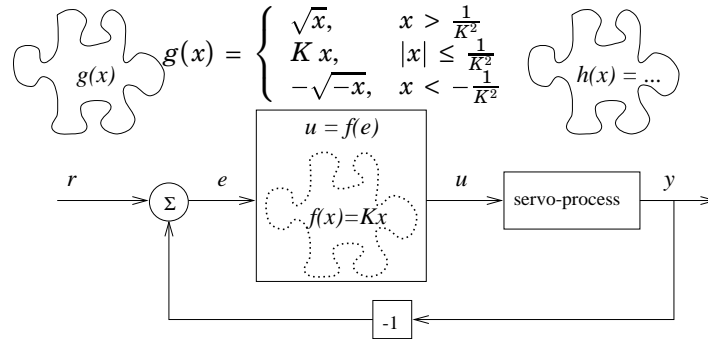 g(x)
g(x) = { √x, x > 1/K²
K x, |x| ≤ 1/K²
−√−x, x < −1/K²
h(x) = ...
u = f(e)
r
Σ
e
f(x)=Kx
u
servo-process
y
-1